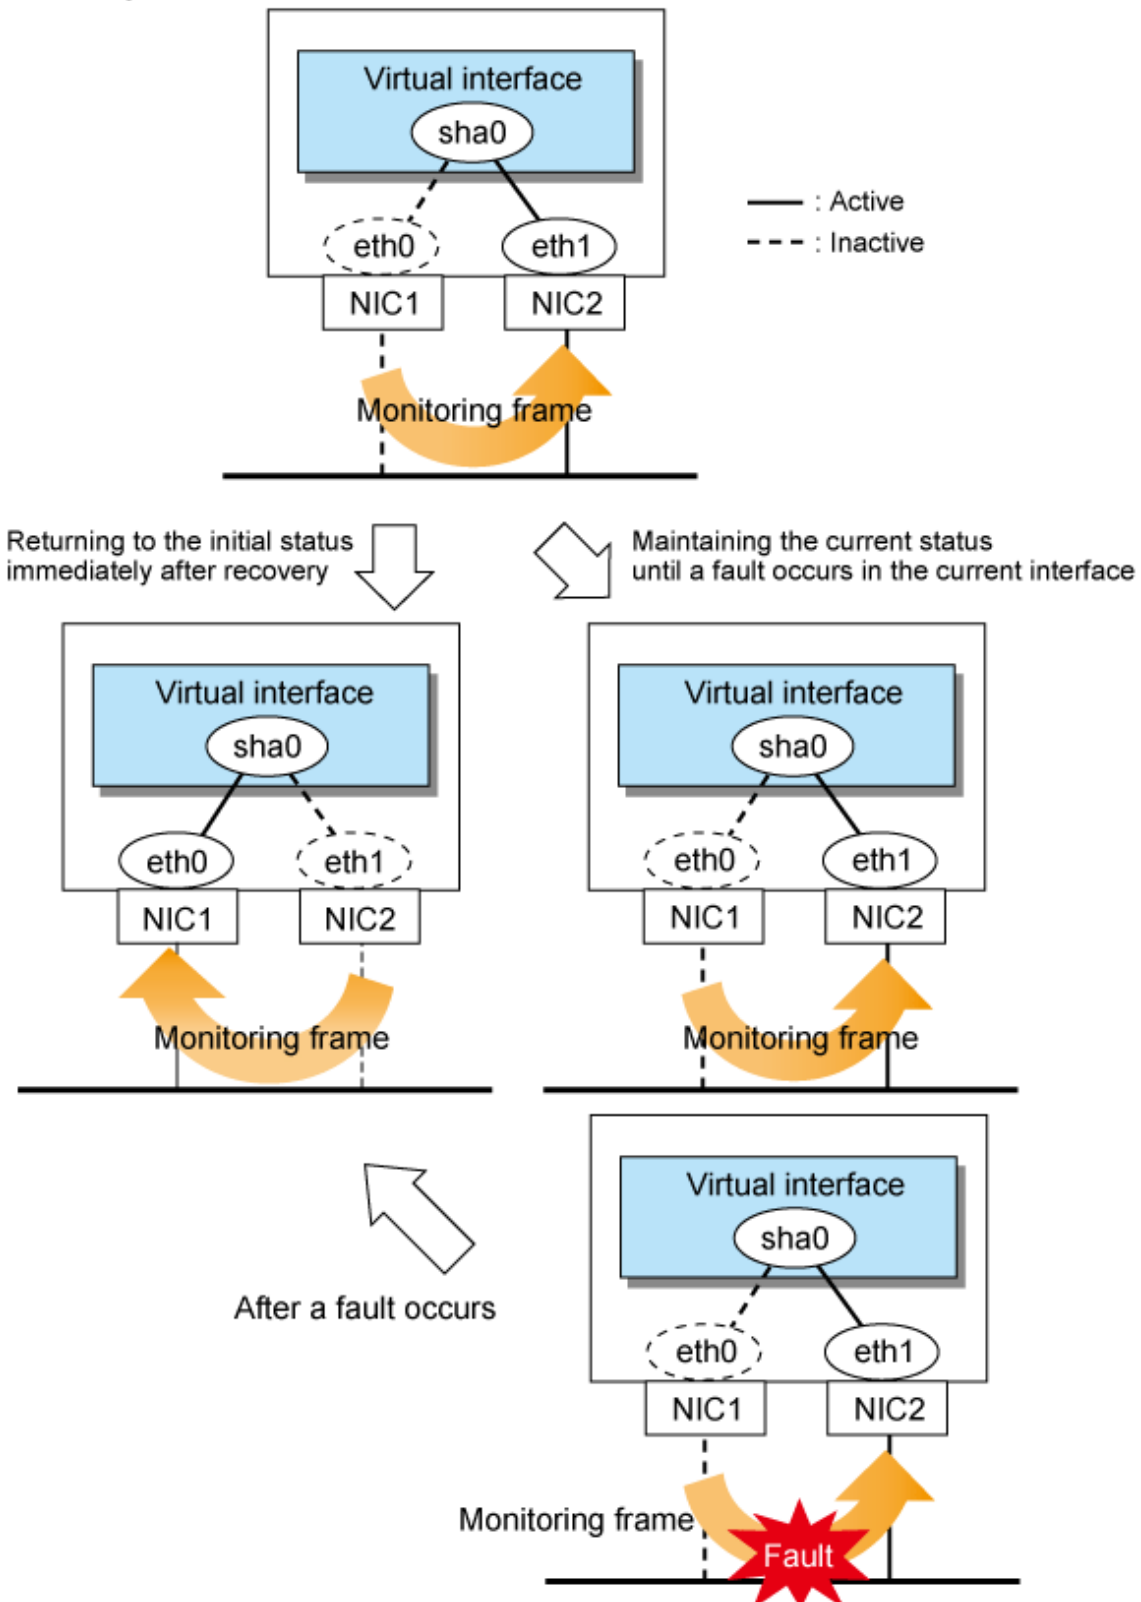 Virtual interface
sha0
eth0
eth1
NIC1
NIC2
: Active
: Inactive
Monitoring frame
Returning to the initial status
immediately after recovery
Maintaining the current status
until a fault occurs in the current interface
Virtual interface
sha0
eth0
eth1
NIC1
NIC2
Monitoring frame
Virtual interface
sha0
eth0
eth1
NIC1
NIC2
Monitoring frame
After a fault occurs
Virtual interface
sha0
eth0
eth1
NIC1
NIC2
Monitoring frame
Fault